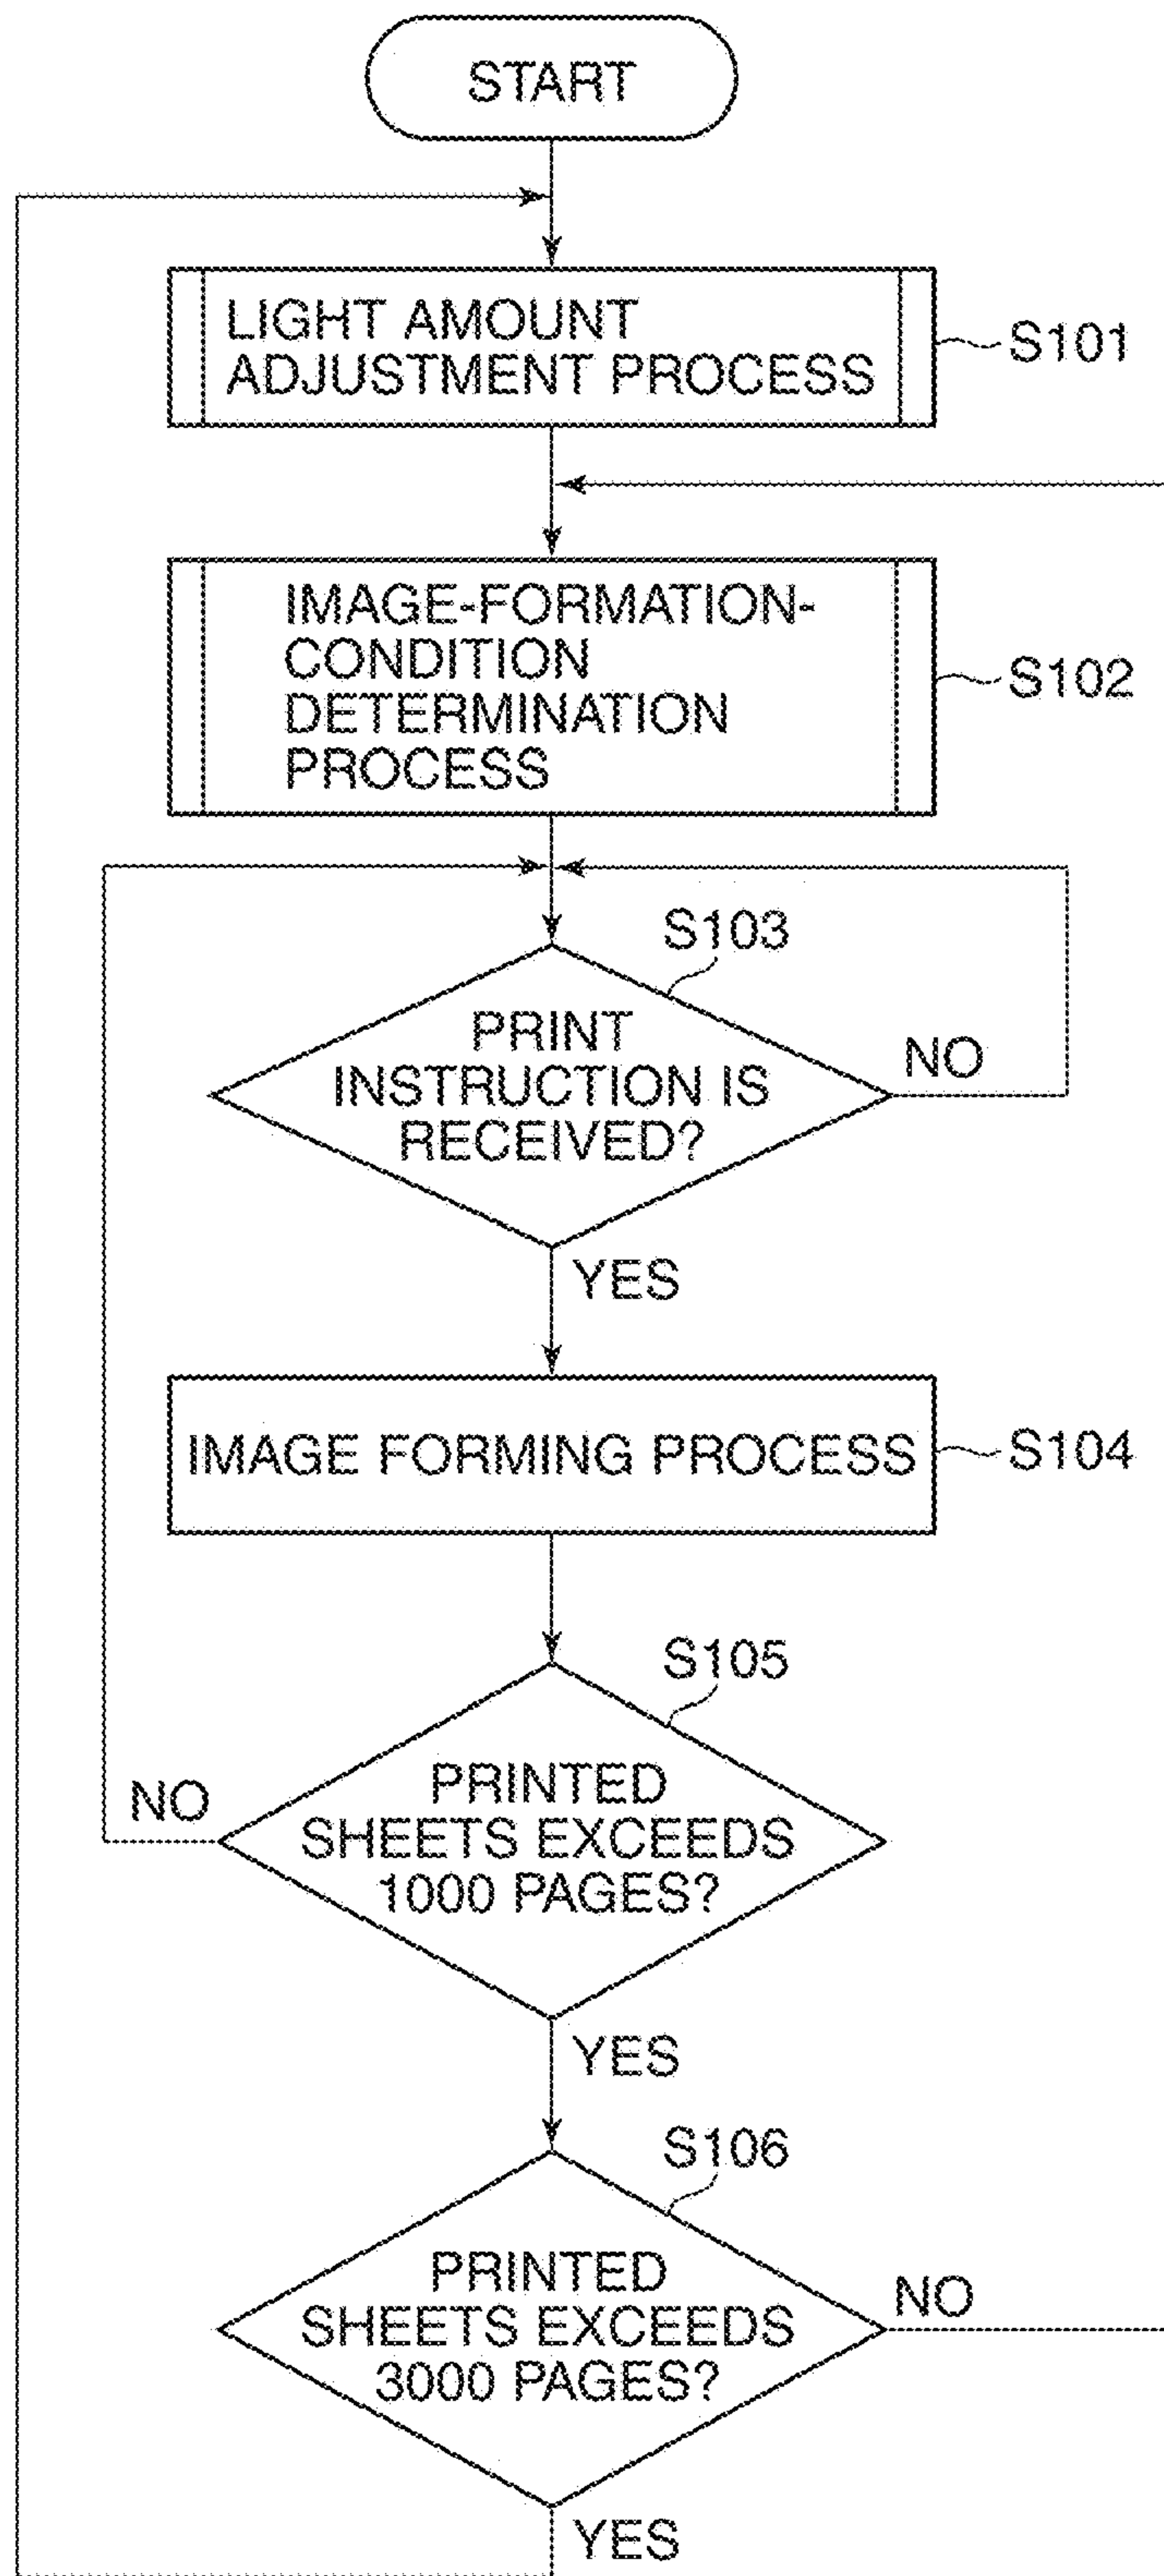 START
LIGHT AMOUNT
ADJUSTMENT PROCESS
S101
IMAGE-FORMATION-
CONDITION
DETERMINATION
PROCESS
S102
S103
PRINT
INSTRUCTION IS
RECEIVED?
NO
YES
IMAGE FORMING PROCESS
S104
S105
PRINTED
SHEETS EXCEEDS
1000 PAGES?
NO
YES
S106
PRINTED
SHEETS EXCEEDS
3000 PAGES?
NO
YES